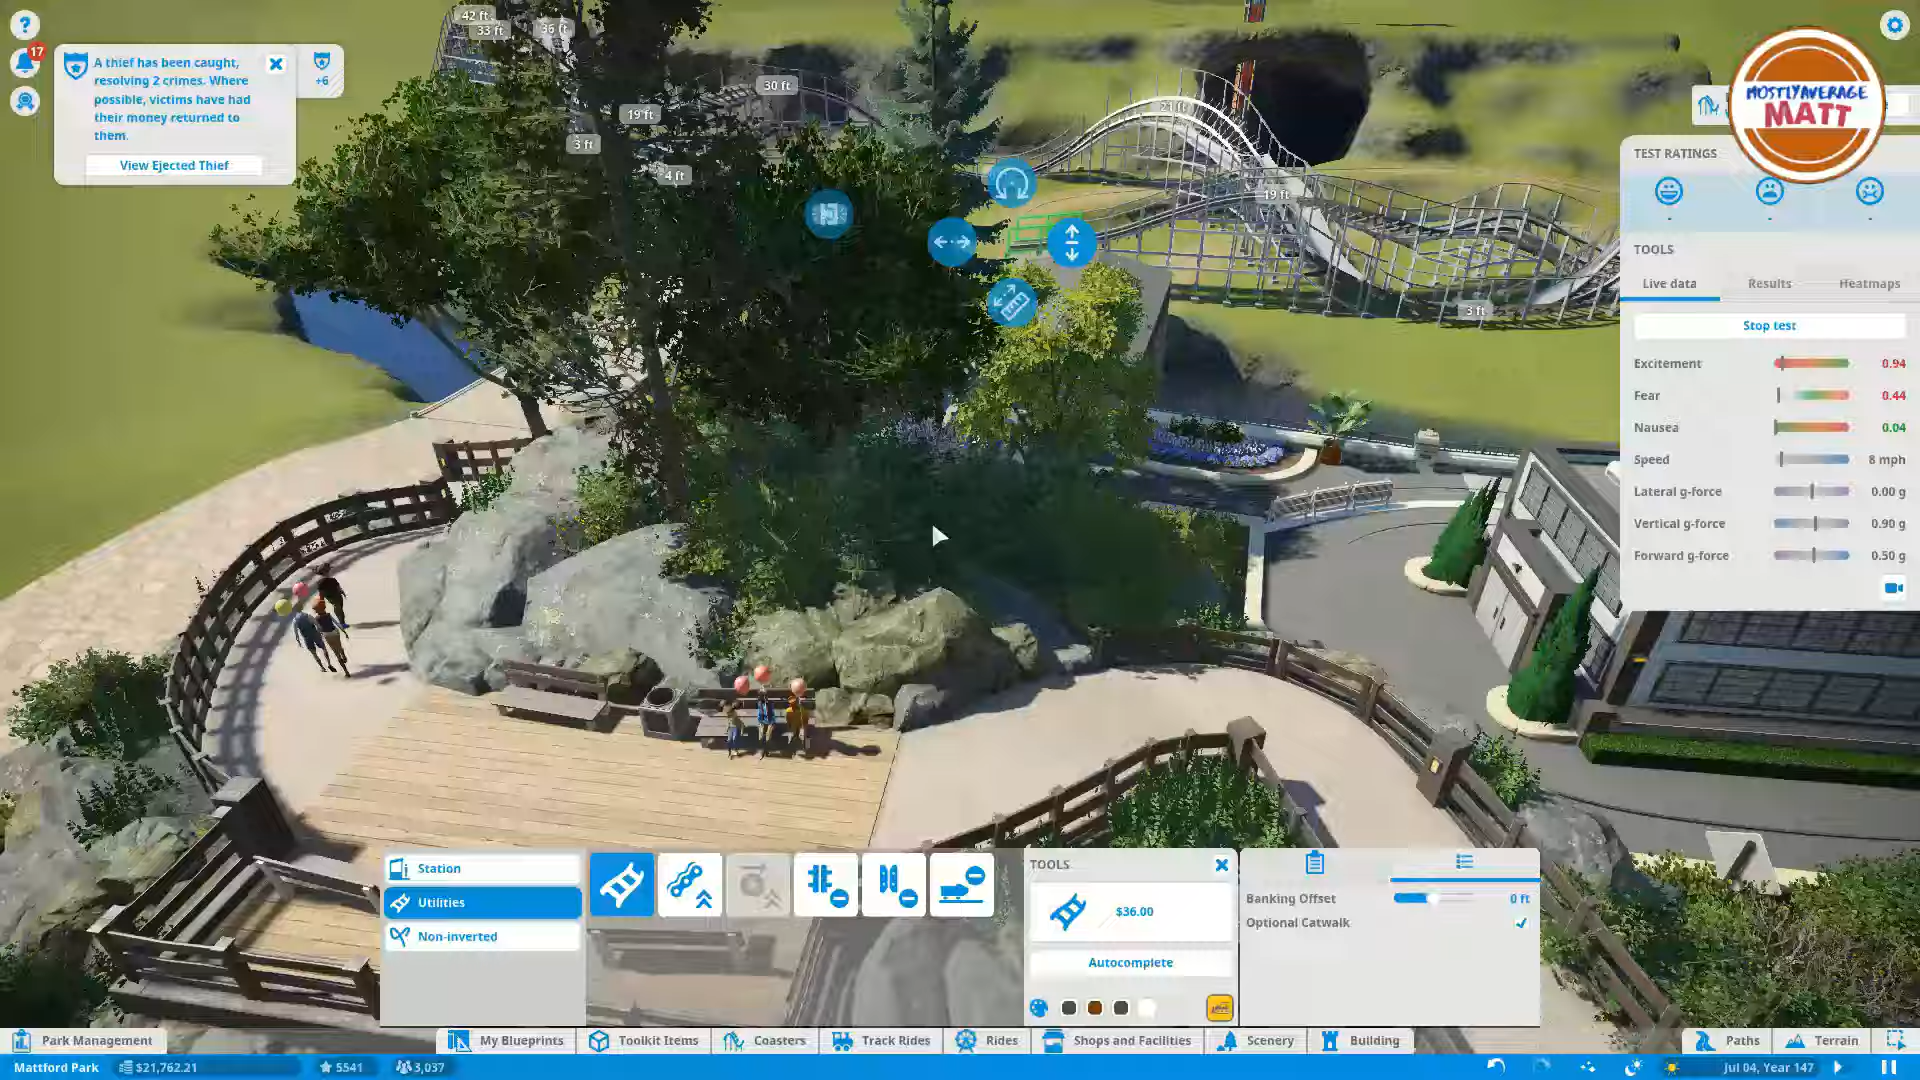 42 ft
33 ft
36 ft
17
A thief has been caught,
resolving 2 crimes. Where
possible, victims have had
their money returned to
them.
+6
View Ejected Thief
30 ft
19 ft
3 ft
4 ft
21 ft
19 ft
3 ft
MOSTLYAVERAGE
MATT
TEST RATINGS
- - -
TOOLS
Live data Results Heatmaps
Stop test
Excitement 0.94
Fear 0.44
Nausea 0.04
Speed 8 mph
Lateral g-force 0.00 g
Vertical g-force 0.90 g
Forward g-force 0.50 g
Station
Utilities
Non-inverted
TOOLS
$36.00
Autocomplete
Banking Offset 0 ft
Optional Catwalk
Park Management My Blueprints Toolkit Items Coasters Track Rides Rides Shops and Facilities Scenery Building Paths Terrain
Mattford Park $21,762.21 5541 3,037 Jul 04, Year 147